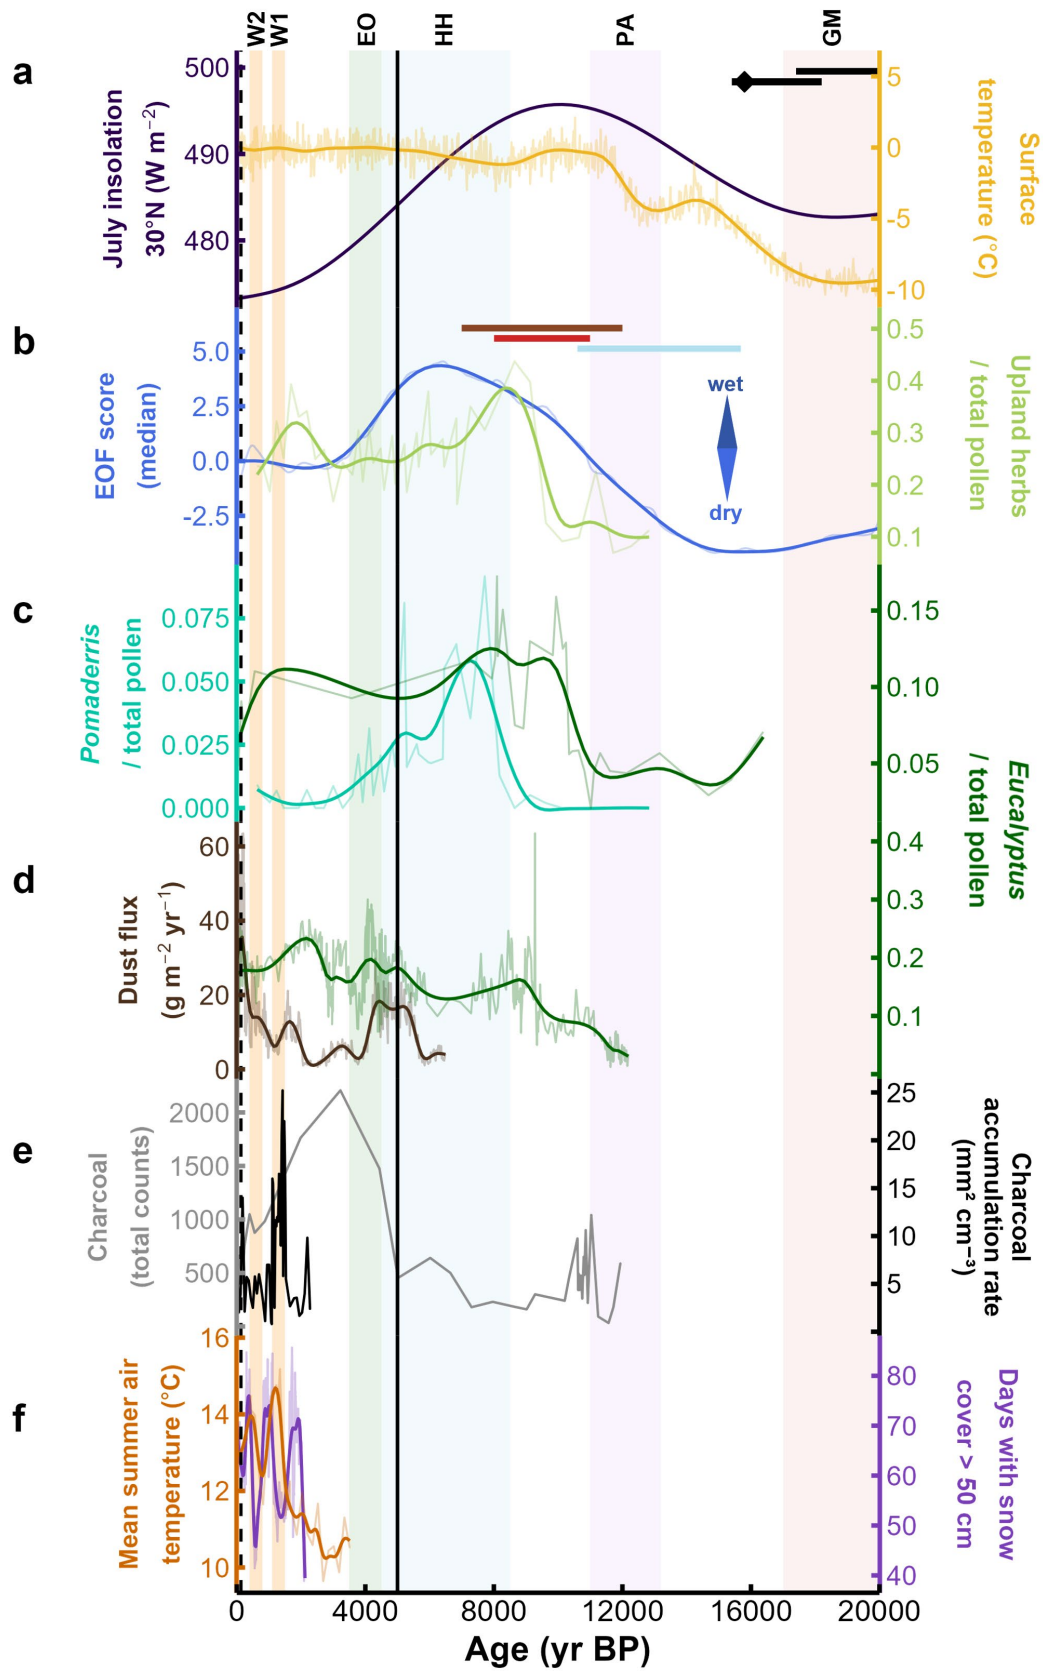 W2
W1
EO
HH
PA
GM
a
July insolation
30°N (W m−2)
500
490
480
5
0
-5
-10
Surface
temperature (°C)
b
EOF score
(median)
5.0
2.5
0.0
-2.5
wet
dry
0.5
0.4
0.3
0.2
0.1
Upland herbs
/ total pollen
c
Pomaderris
/ total pollen
0.075
0.050
0.025
0.000
0.15
0.10
0.05
Eucalyptus
/ total pollen
d
Dust flux
(g m−2 yr−1)
60
40
20
0
0.4
0.3
0.2
0.1
e
Charcoal
(total counts)
2000
1500
1000
500
25
20
15
10
5
Charcoal
accumulation rate
(mm² cm−³)
f
Mean summer air
temperature (°C)
16
14
12
10
80
70
60
50
40
Days with snow
cover > 50 cm
0 4000 8000 12000 16000 20000
Age (yr BP)